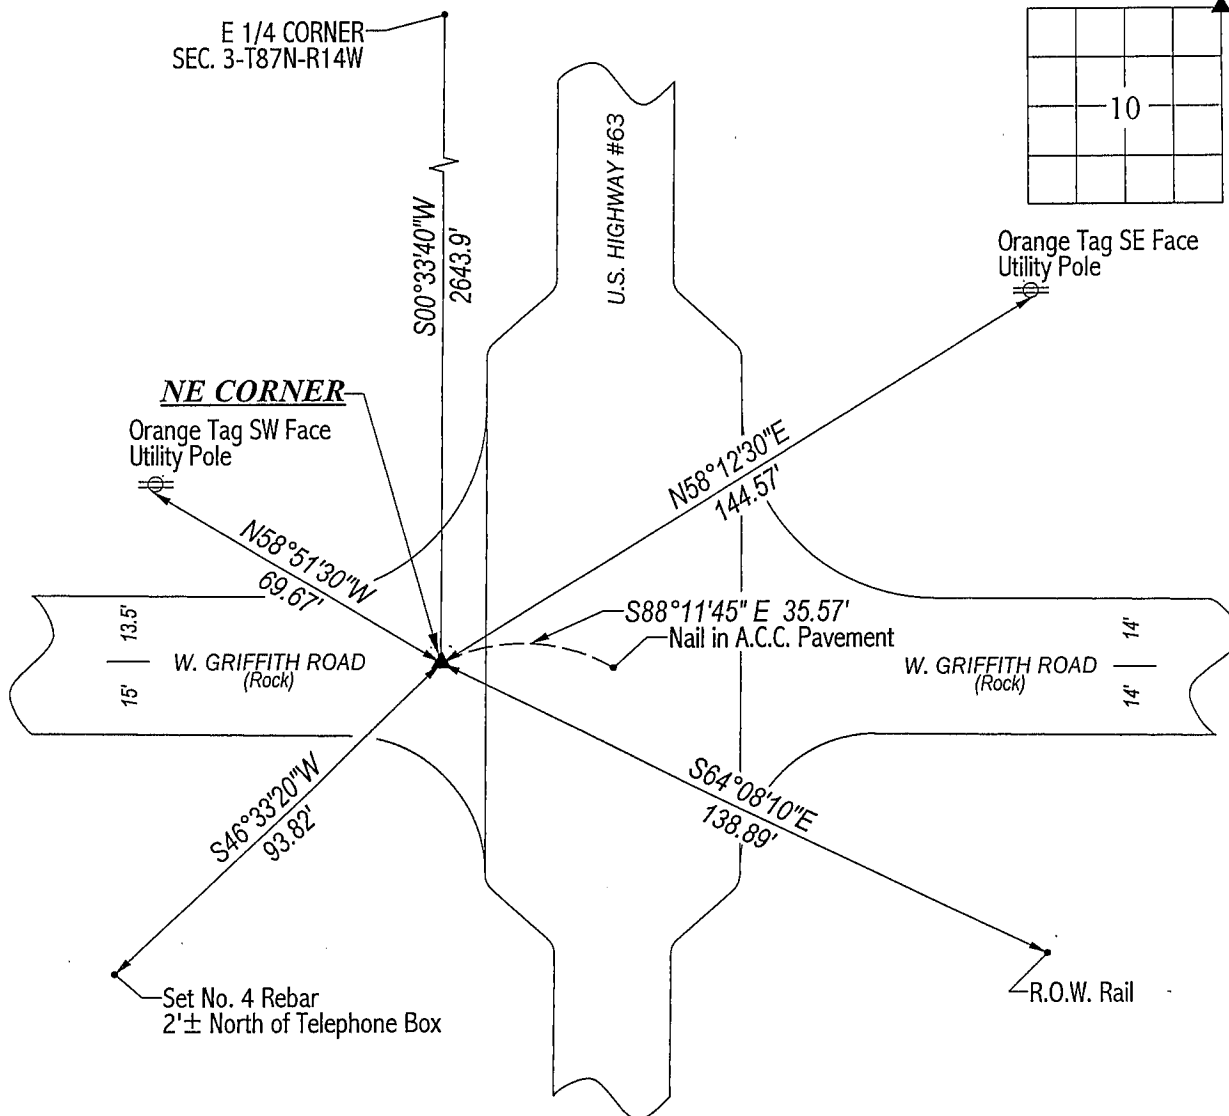 E 1/4 CORNER
SEC. 3-T87N-R14W
10
U.S. HIGHWAY #63
S00°33'40"W
2643.9'
Orange Tag SE Face
Utility Pole
NE CORNER
Orange Tag SW Face
Utility Pole
N58°12'30"E
144.57'
N58°51'30"W
69.67'
S88°11'45" E 35.57'
Nail in A.C.C. Pavement
13.5'
15'
W. GRIFFITH ROAD
(Rock)
W. GRIFFITH ROAD
(Rock)
14'
14'
S46°33'20"W
93.82'
S64°08'10"E
138.89'
Set No. 4 Rebar
2'± North of Telephone Box
R.O.W. Rail